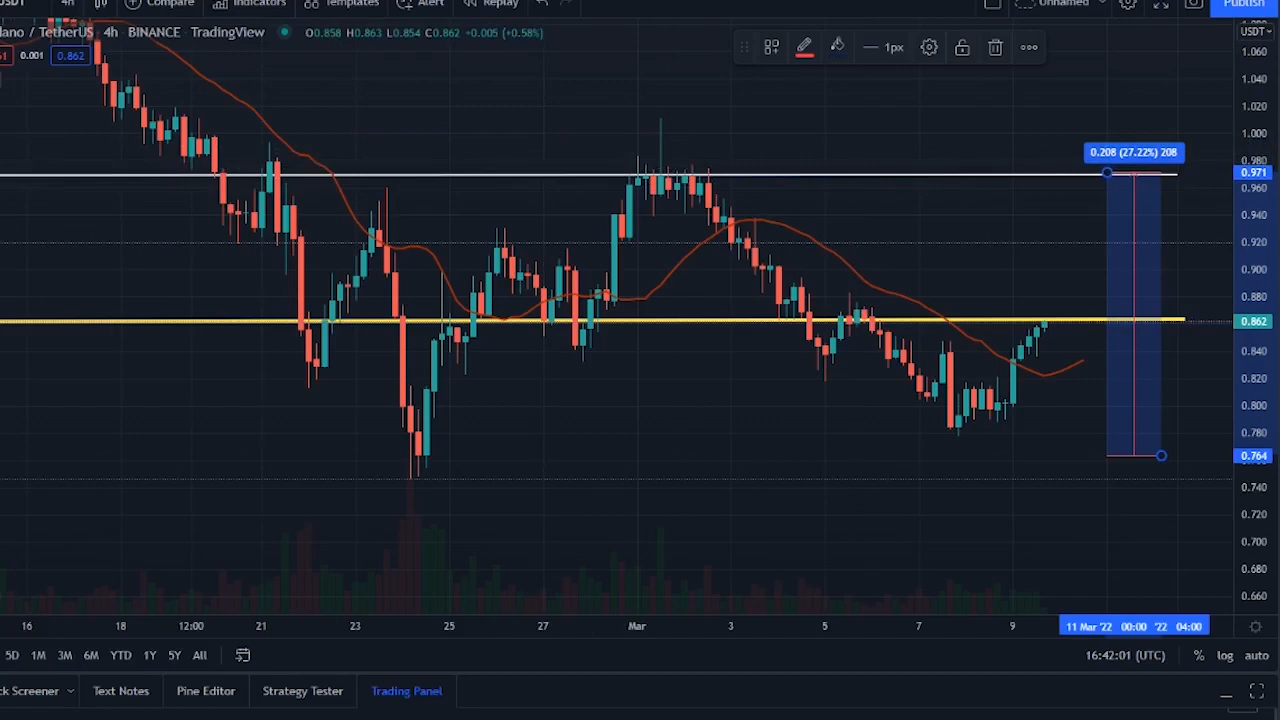 4h Compare Indicators Templates Alert Replay Unnamed Publish
/ TetherUS 4h BINANCE TradingView O0.858 H0.863 L0.854 C0.862 +0.005 (+0.58%)
0.001 0.862
1px
USDT
1.060
1.040
1.020
1.000
0.980
0.971
0.960
0.940
0.920
0.900
0.880
0.862
0.840
0.820
0.800
0.780
0.764
0.740
0.720
0.700
0.680
0.660
0.208 (27.22%) 208
16 18 12:00 21 23 25 27 Mar 3 5 7 9 11 Mar '22 00:00 '22 04:00
5D 1M 3M 6M YTD 1Y 5Y All 16:42:01 (UTC) % log auto
Screener Text Notes Pine Editor Strategy Tester Trading Panel